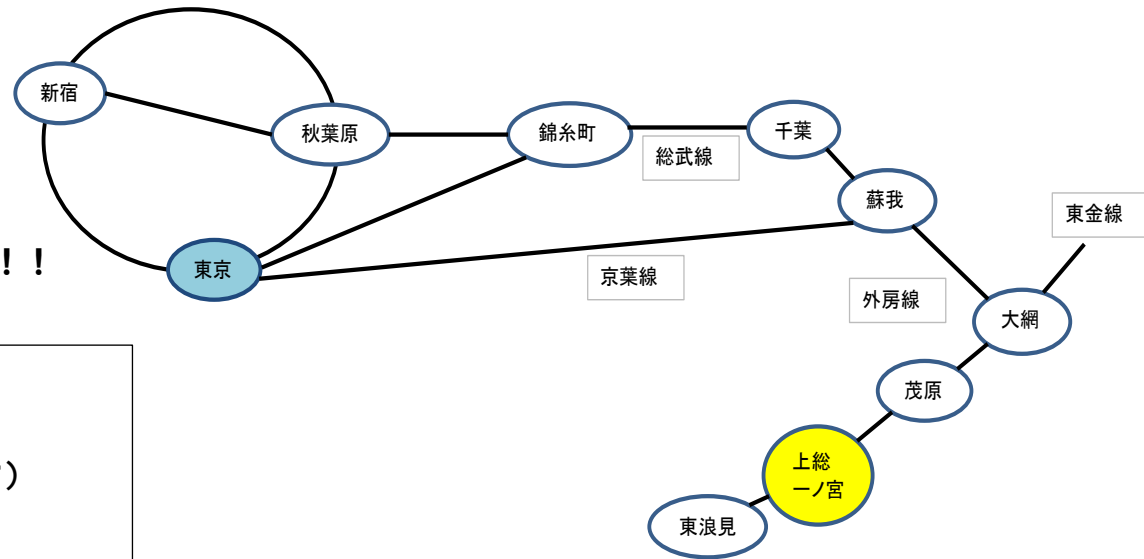 新宿
秋葉原
錦糸町
千葉
総武線
蘇我
東金線
！！
東京
京葉線
外房線
大網
茂原
上総
一ノ宮
東浪見
）